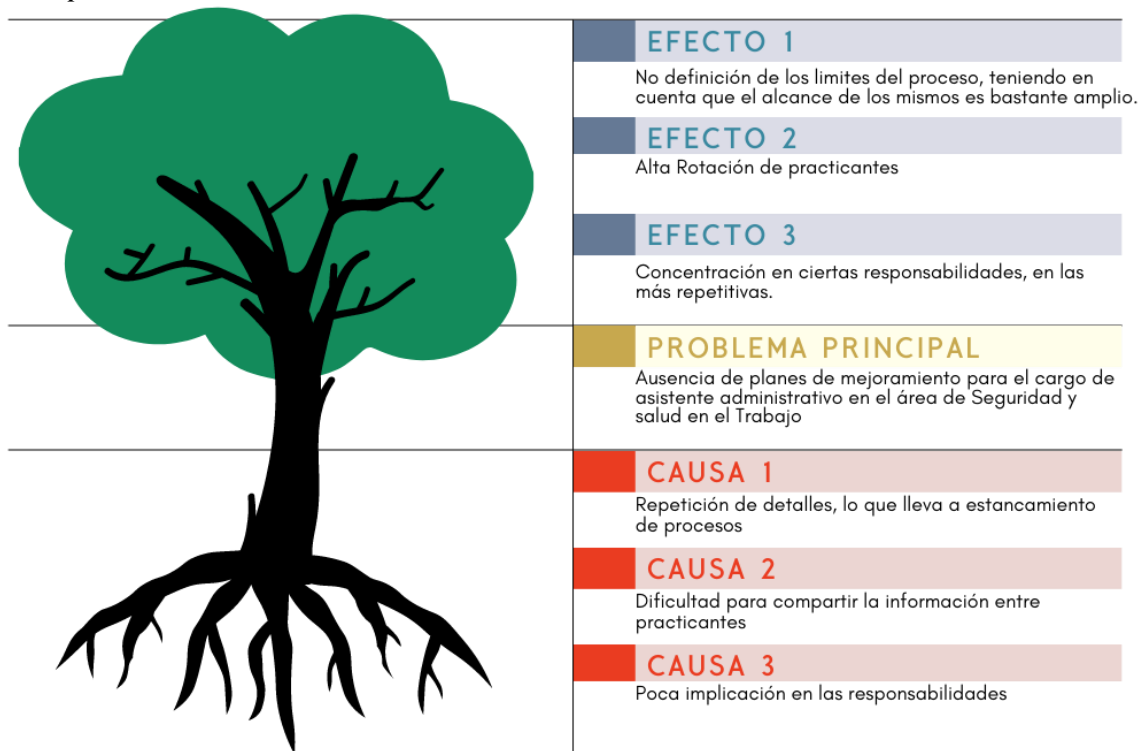 EFECTO 1
No definición de los limites del proceso, teniendo en
cuenta que el alcance de los mismos es bastante amplio.
EFECTO 2
Alta Rotación de practicantes
EFECTO 3
Concentración en ciertas responsabilidades, en las
más repetitivas.
PROBLEMA PRINCIPAL
Ausencia de planes de mejoramiento para el cargo de
asistente administrativo en el área de Seguridad y
salud en el Trabajo
CAUSA 1
Repetición de detalles, lo que lleva a estancamiento
de procesos
CAUSA 2
Dificultad para compartir la información entre
practicantes
CAUSA 3
Poca implicación en las responsabilidades